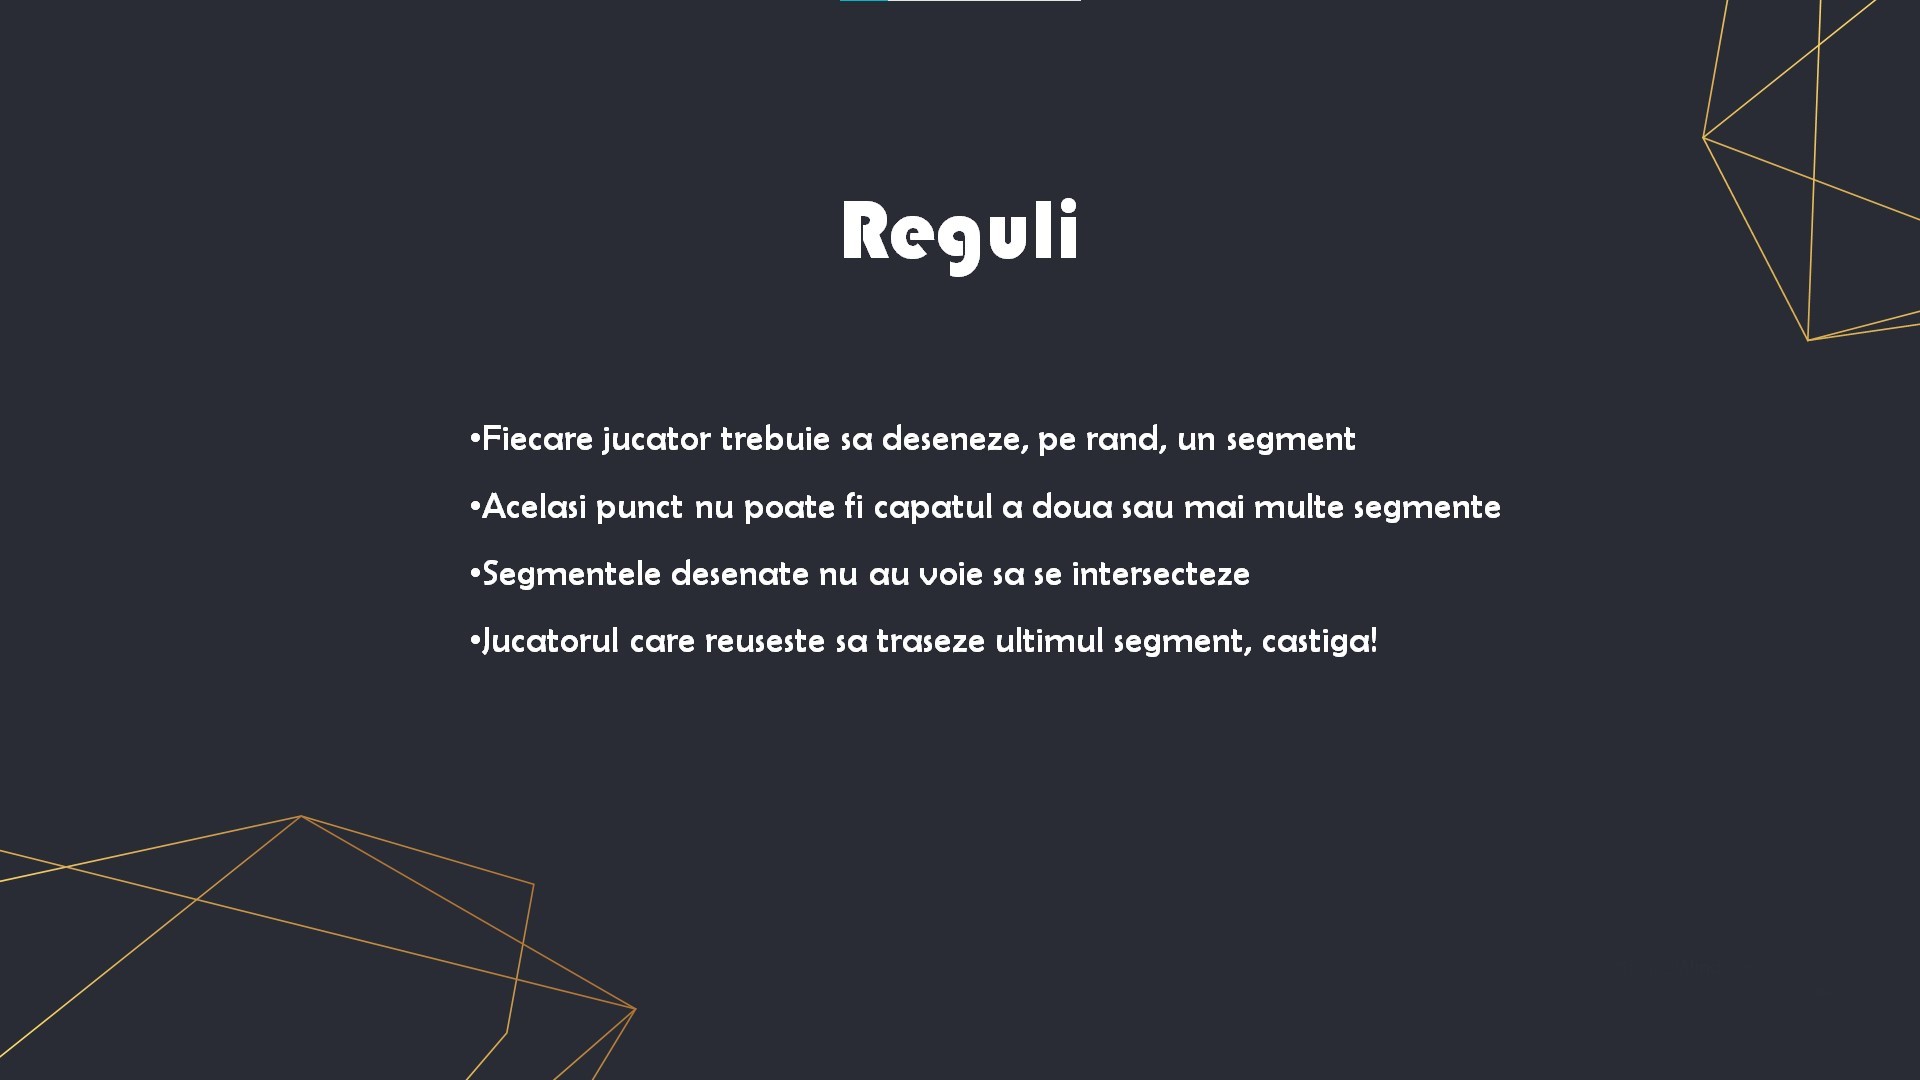 Reguli
•Fiecare jucator trebuie sa deseneze, pe rand, un segment
•Acelasi punct nu poate fi capatul a doua sau mai multe segmente
•Segmentele desenate nu au voie sa se intersecteze
•Jucatorul care reuseste sa traseze ultimul segment, castiga!